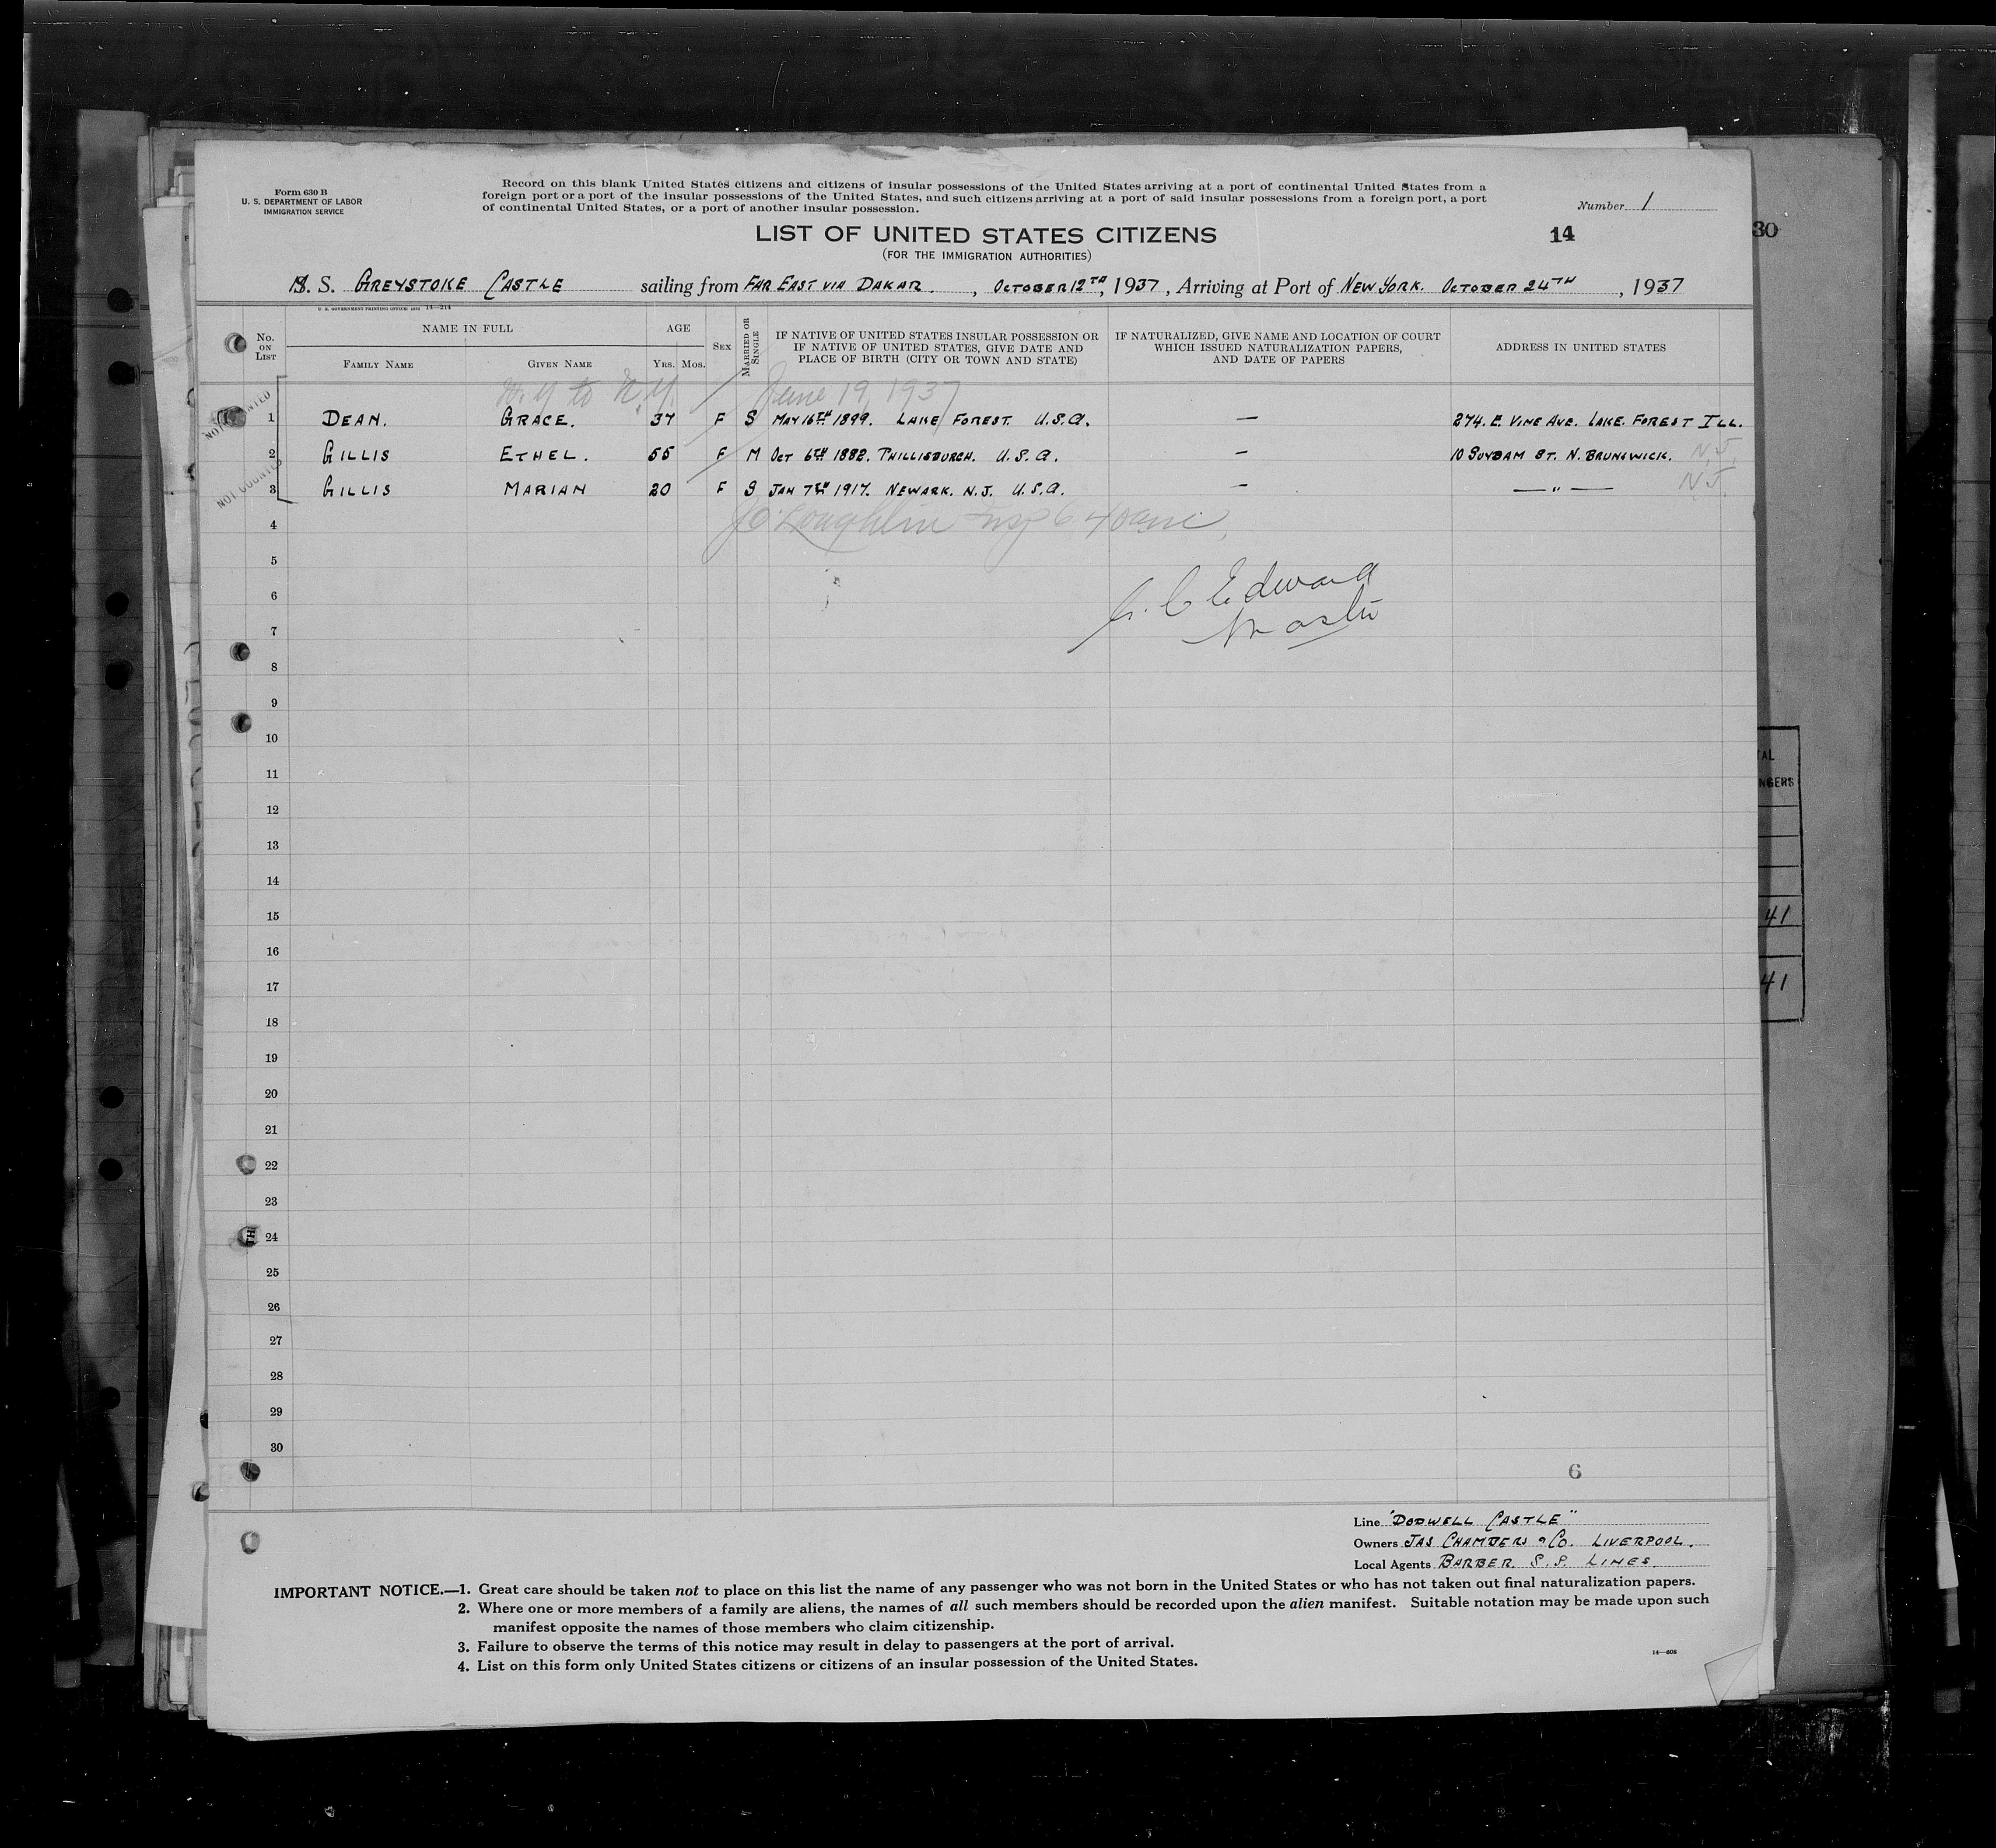 Form 630 B
U. S. DEPARTMENT OF LABOR
IMMIGRATION SERVICE
Record on this blank United States citizens and citizens of insular possessions of the United States arriving at a port of continental United States from a
foreign port or a port of the insular possessions of the United States, and such citizens arriving at a port of said insular possessions from a foreign port, a port
of continental United States, or a port of another insular possession.
Number 1
LIST OF UNITED STATES CITIZENS
14
30
(FOR THE IMMIGRATION AUTHORITIES)
M. S. GREYSTOKE CASTLE sailing from FAR EAST VIA DAKAR. , OCTOBER 12TH, 1937, Arriving at Port of NEW YORK. OCTOBER 24TH , 1937
No. ON LIST
NAME IN FULL
FAMILY NAME
GIVEN NAME
AGE
YRS. MOS.
SEX
MARRIED OR SINGLE
IF NATIVE OF UNITED STATES INSULAR POSSESSION OR
IF NATIVE OF UNITED STATES, GIVE DATE AND
PLACE OF BIRTH (CITY OR TOWN AND STATE)
IF NATURALIZED, GIVE NAME AND LOCATION OF COURT
WHICH ISSUED NATURALIZATION PAPERS,
AND DATE OF PAPERS
ADDRESS IN UNITED STATES
N.Y to N.Y. June 19, 1937
1 DEAN. GRACE. 37 F S MAY 16TH 1899. LAKE FOREST. U.S.A. — 274. E. VINE AVE. LAKE. FOREST ILL.
2 GILLIS ETHEL. 55 F M OCT 6TH 1882. PHILLISBURGH. U.S.A. — 10 SUYDAM ST. N. BRUNSWICK. N.J.
NOT COUNTED
3 GILLIS MARIAN 20 F S JAN 7TH 1917. NEWARK. N.J. U.S.A. — — " — N.J.
4
O'Loughlin Insp
5
6
C Edward
7
Master
8
9
10
11
12
13
14
15
16
17
18
19
20
21
22
23
24
25
26
27
28
29
30
41
41
6
Line "DODWELL CASTLE"
Owners JAS CHAMBERS & CO. LIVERPOOL.
Local Agents BARBER S.S. LINES.
IMPORTANT NOTICE.—1. Great care should be taken not to place on this list the name of any passenger who was not born in the United States or who has not taken out final naturalization papers.
2. Where one or more members of a family are aliens, the names of all such members should be recorded upon the alien manifest. Suitable notation may be made upon such
manifest opposite the names of those members who claim citizenship.
3. Failure to observe the terms of this notice may result in delay to passengers at the port of arrival.
4. List on this form only United States citizens or citizens of an insular possession of the United States.
14—608